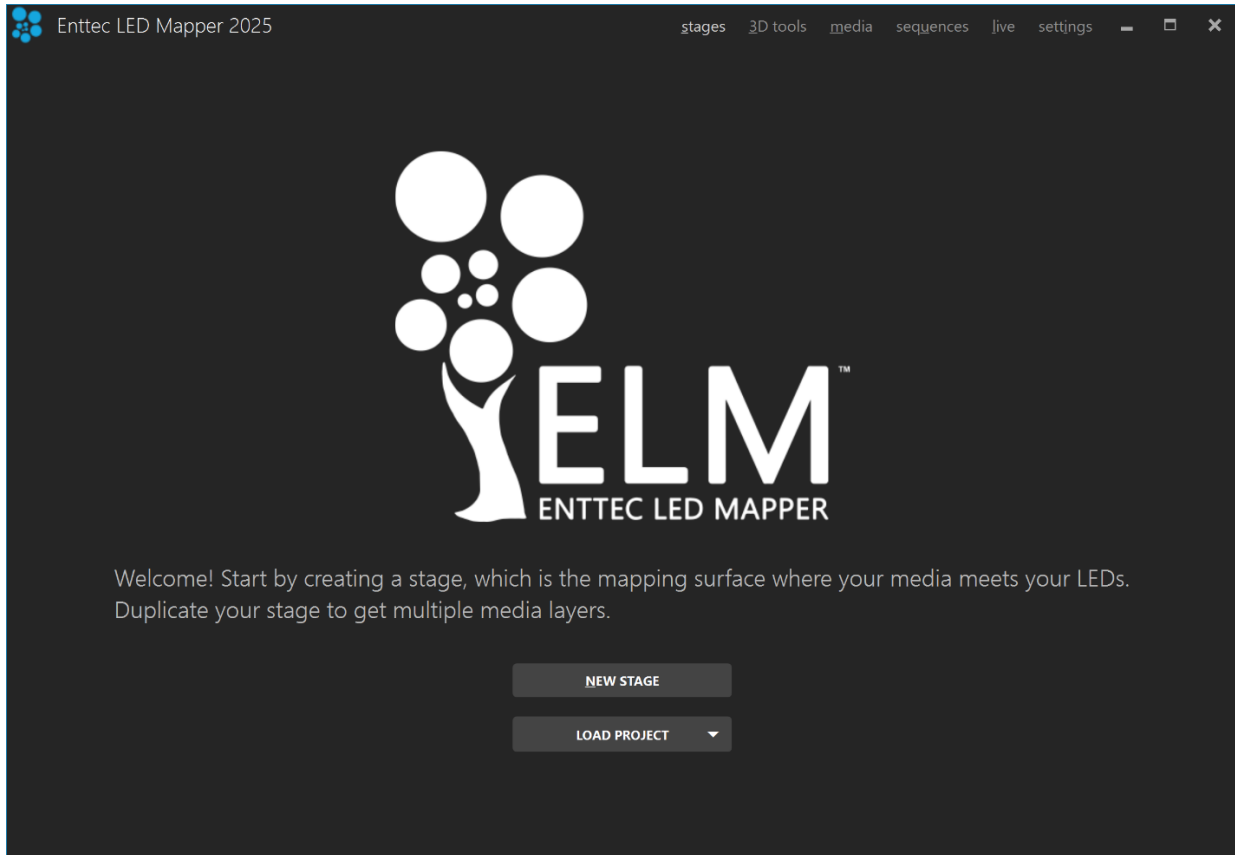 Enttec LED Mapper 2025
stages 3D tools media sequences live settings
ELM™
ENTTEC LED MAPPER
Welcome! Start by creating a stage, which is the mapping surface where your media meets your LEDs.
Duplicate your stage to get multiple media layers.
NEW STAGE
LOAD PROJECT